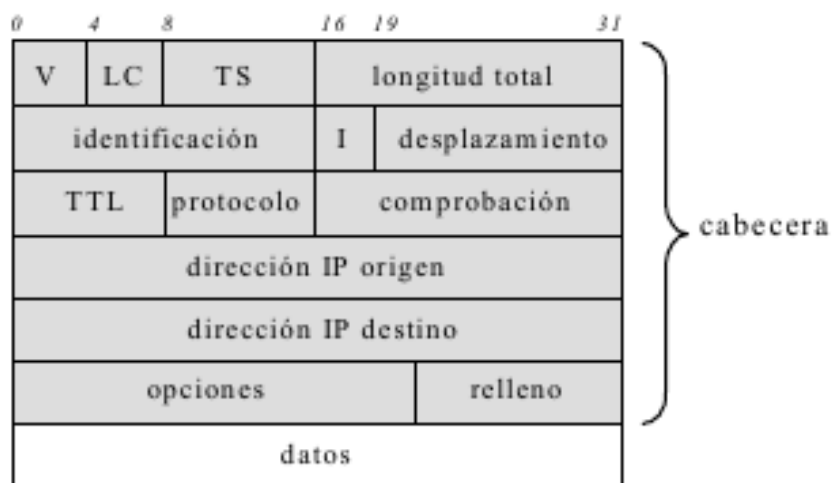 0 4 8 16 19 31
V LC TS longitud total
identificación I desplazamiento
TTL protocolo comprobación
cabecera
dirección IP origen
dirección IP destino
opciones relleno
datos